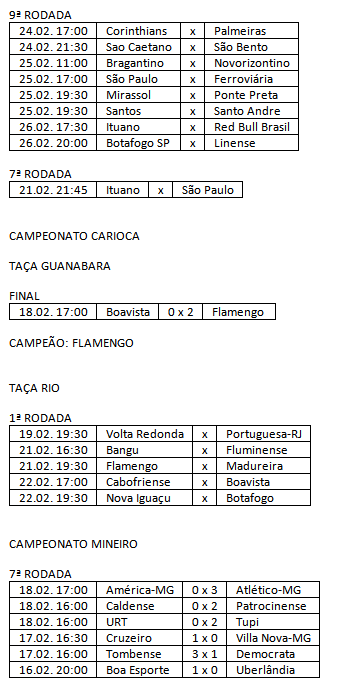 9ª RODADA
24.02. 17:00 Corinthians x Palmeiras
24.02. 21:30 Sao Caetano x São Bento
25.02. 11:00 Bragantino x Novorizontino
25.02. 17:00 São Paulo x Ferroviária
25.02. 19:30 Mirassol x Ponte Preta
25.02. 19:30 Santos x Santo Andre
26.02. 17:30 Ituano x Red Bull Brasil
26.02. 20:00 Botafogo SP x Linense
7ª RODADA
21.02. 21:45 Ituano x São Paulo
CAMPEONATO CARIOCA
TAÇA GUANABARA
FINAL
18.02. 17:00 Boavista 0 x 2 Flamengo
CAMPEÃO: FLAMENGO
TAÇA RIO
1ª RODADA
19.02. 19:30 Volta Redonda x Portuguesa-RJ
21.02. 16:30 Bangu x Fluminense
21.02. 19:30 Flamengo x Madureira
22.02. 17:00 Cabofriense x Boavista
22.02. 19:30 Nova Iguaçu x Botafogo
CAMPEONATO MINEIRO
7ª RODADA
18.02. 17:00 América-MG 0 x 3 Atlético-MG
18.02. 16:00 Caldense 0 x 2 Patrocinense
18.02. 16:00 URT 0 x 2 Tupi
17.02. 16:30 Cruzeiro 1 x 0 Villa Nova-MG
17.02. 16:00 Tombense 3 x 1 Democrata
16.02. 20:00 Boa Esporte 1 x 0 Uberlândia